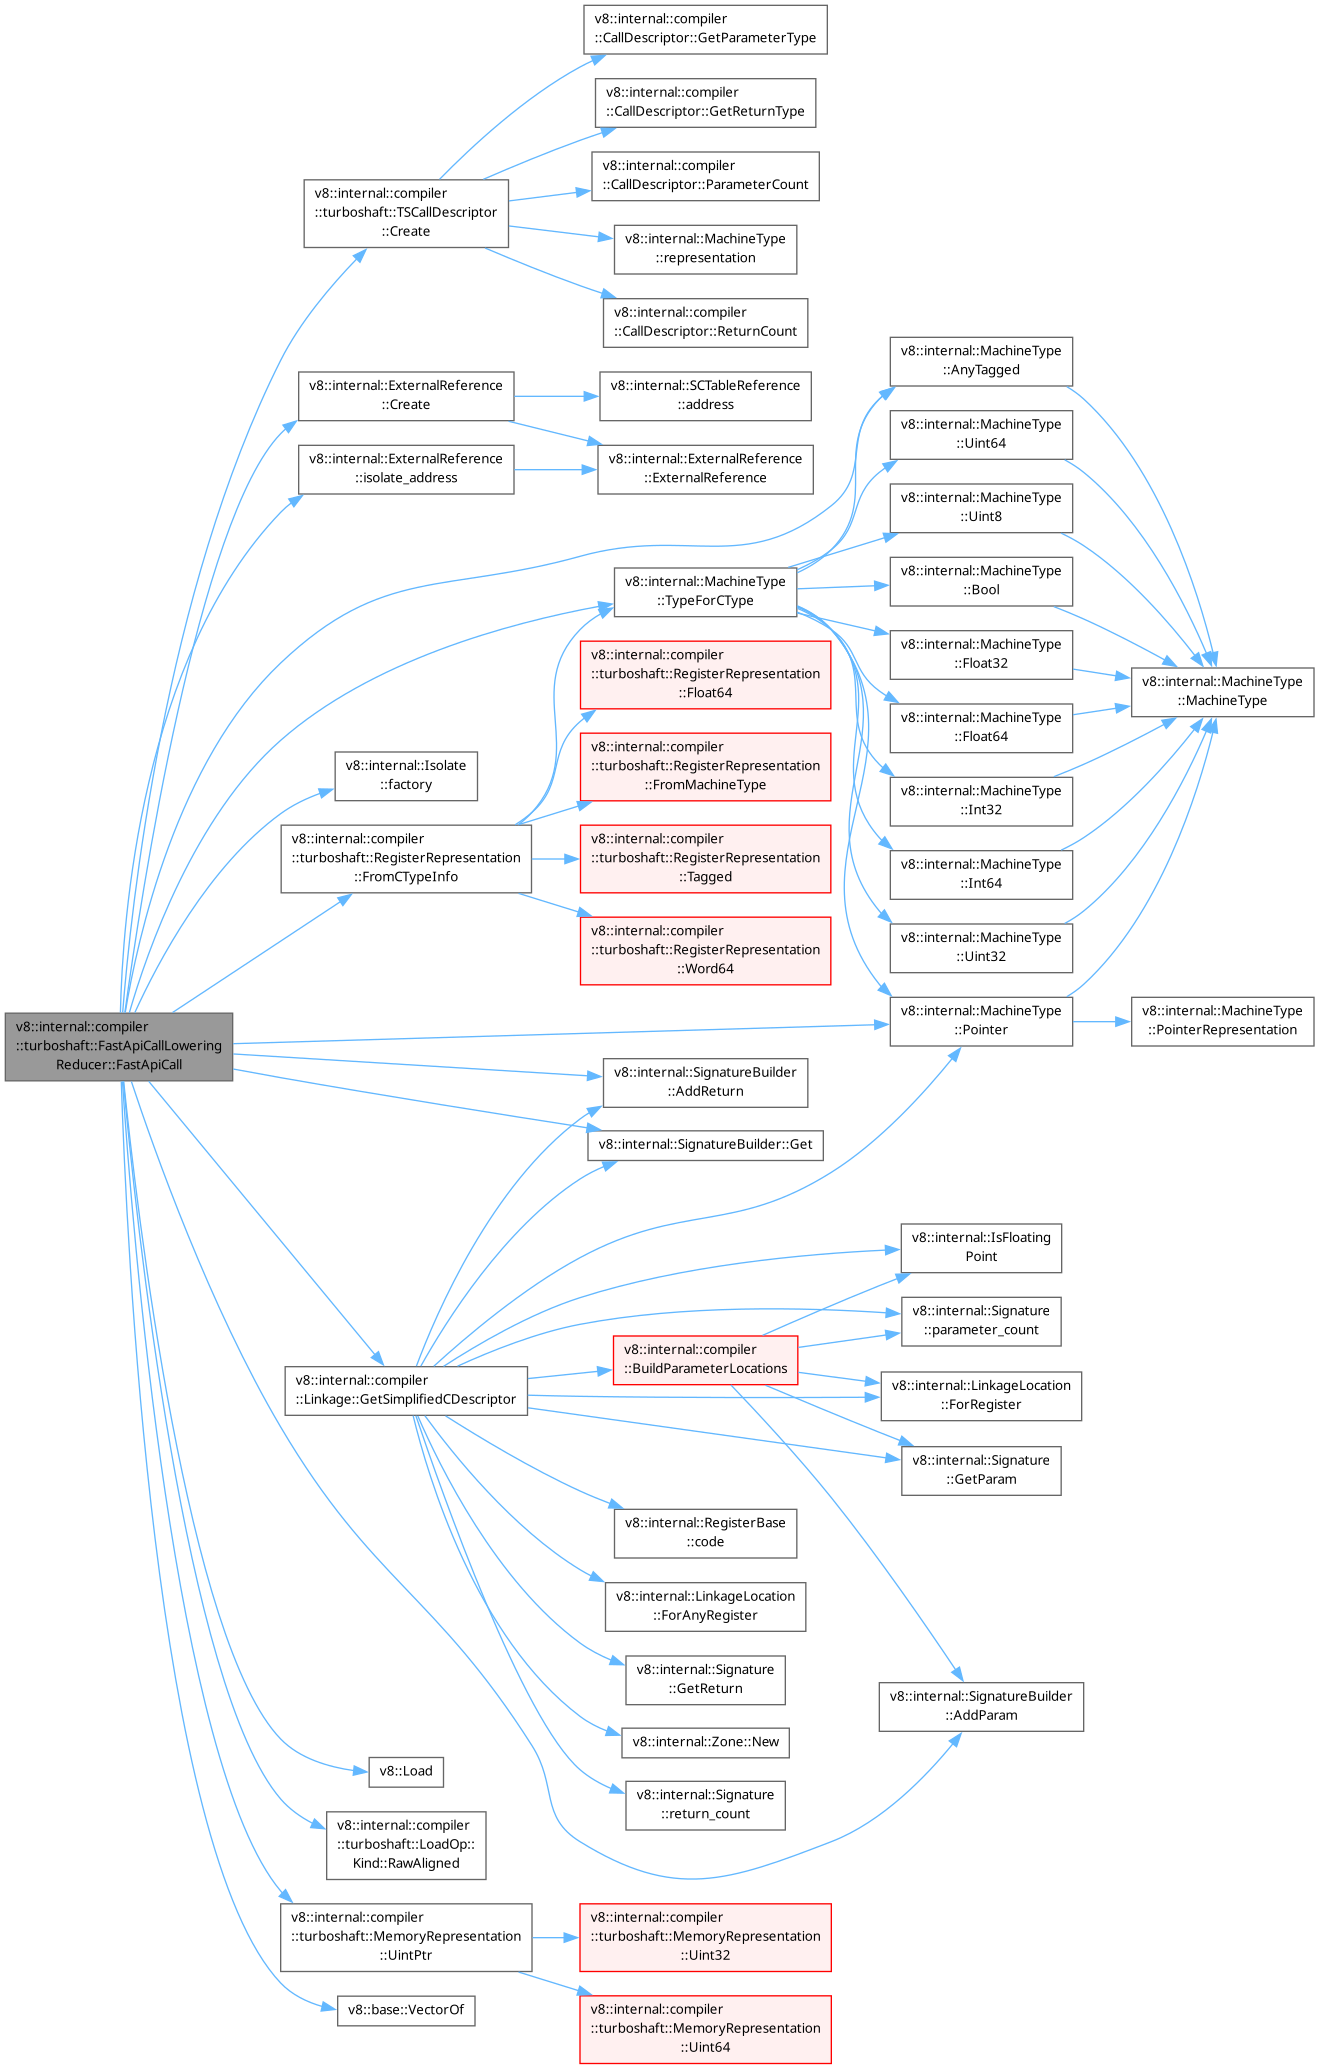 v8::internal::compiler
::CallDescriptor::GetParameterType
v8::internal::compiler
::CallDescriptor::GetReturnType
v8::internal::compiler
::CallDescriptor::ParameterCount
v8::internal::compiler
::turboshaft::TSCallDescriptor
::Create
v8::internal::MachineType
::representation
v8::internal::compiler
::CallDescriptor::ReturnCount
v8::internal::MachineType
::AnyTagged
v8::internal::ExternalReference
::Create
v8::internal::SCTableReference
::address
v8::internal::MachineType
::Uint64
v8::internal::ExternalReference
::isolate_address
v8::internal::ExternalReference
::ExternalReference
v8::internal::MachineType
::Uint8
v8::internal::MachineType
::TypeForCType
v8::internal::MachineType
::Bool
v8::internal::MachineType
::Float32
v8::internal::compiler
::turboshaft::RegisterRepresentation
::Float64
v8::internal::MachineType
::MachineType
v8::internal::MachineType
::Float64
v8::internal::Isolate
::factory
v8::internal::compiler
::turboshaft::RegisterRepresentation
::FromMachineType
v8::internal::MachineType
::Int32
v8::internal::compiler
::turboshaft::RegisterRepresentation
::FromCTypeInfo
v8::internal::compiler
::turboshaft::RegisterRepresentation
::Tagged
v8::internal::MachineType
::Int64
v8::internal::compiler
::turboshaft::RegisterRepresentation
::Word64
v8::internal::MachineType
::Uint32
v8::internal::compiler
::turboshaft::FastApiCallLowering
Reducer::FastApiCall
v8::internal::MachineType
::Pointer
v8::internal::MachineType
::PointerRepresentation
v8::internal::SignatureBuilder
::AddReturn
v8::internal::SignatureBuilder::Get
v8::internal::IsFloating
Point
v8::internal::Signature
::parameter_count
v8::internal::compiler
::BuildParameterLocations
v8::internal::compiler
::Linkage::GetSimplifiedCDescriptor
v8::internal::LinkageLocation
::ForRegister
v8::internal::Signature
::GetParam
v8::internal::RegisterBase
::code
v8::internal::LinkageLocation
::ForAnyRegister
v8::internal::Signature
::GetReturn
v8::internal::SignatureBuilder
::AddParam
v8::internal::Zone::New
v8::Load
v8::internal::Signature
::return_count
v8::internal::compiler
::turboshaft::LoadOp::
Kind::RawAligned
v8::internal::compiler
::turboshaft::MemoryRepresentation
::UintPtr
v8::internal::compiler
::turboshaft::MemoryRepresentation
::Uint32
v8::base::VectorOf
v8::internal::compiler
::turboshaft::MemoryRepresentation
::Uint64